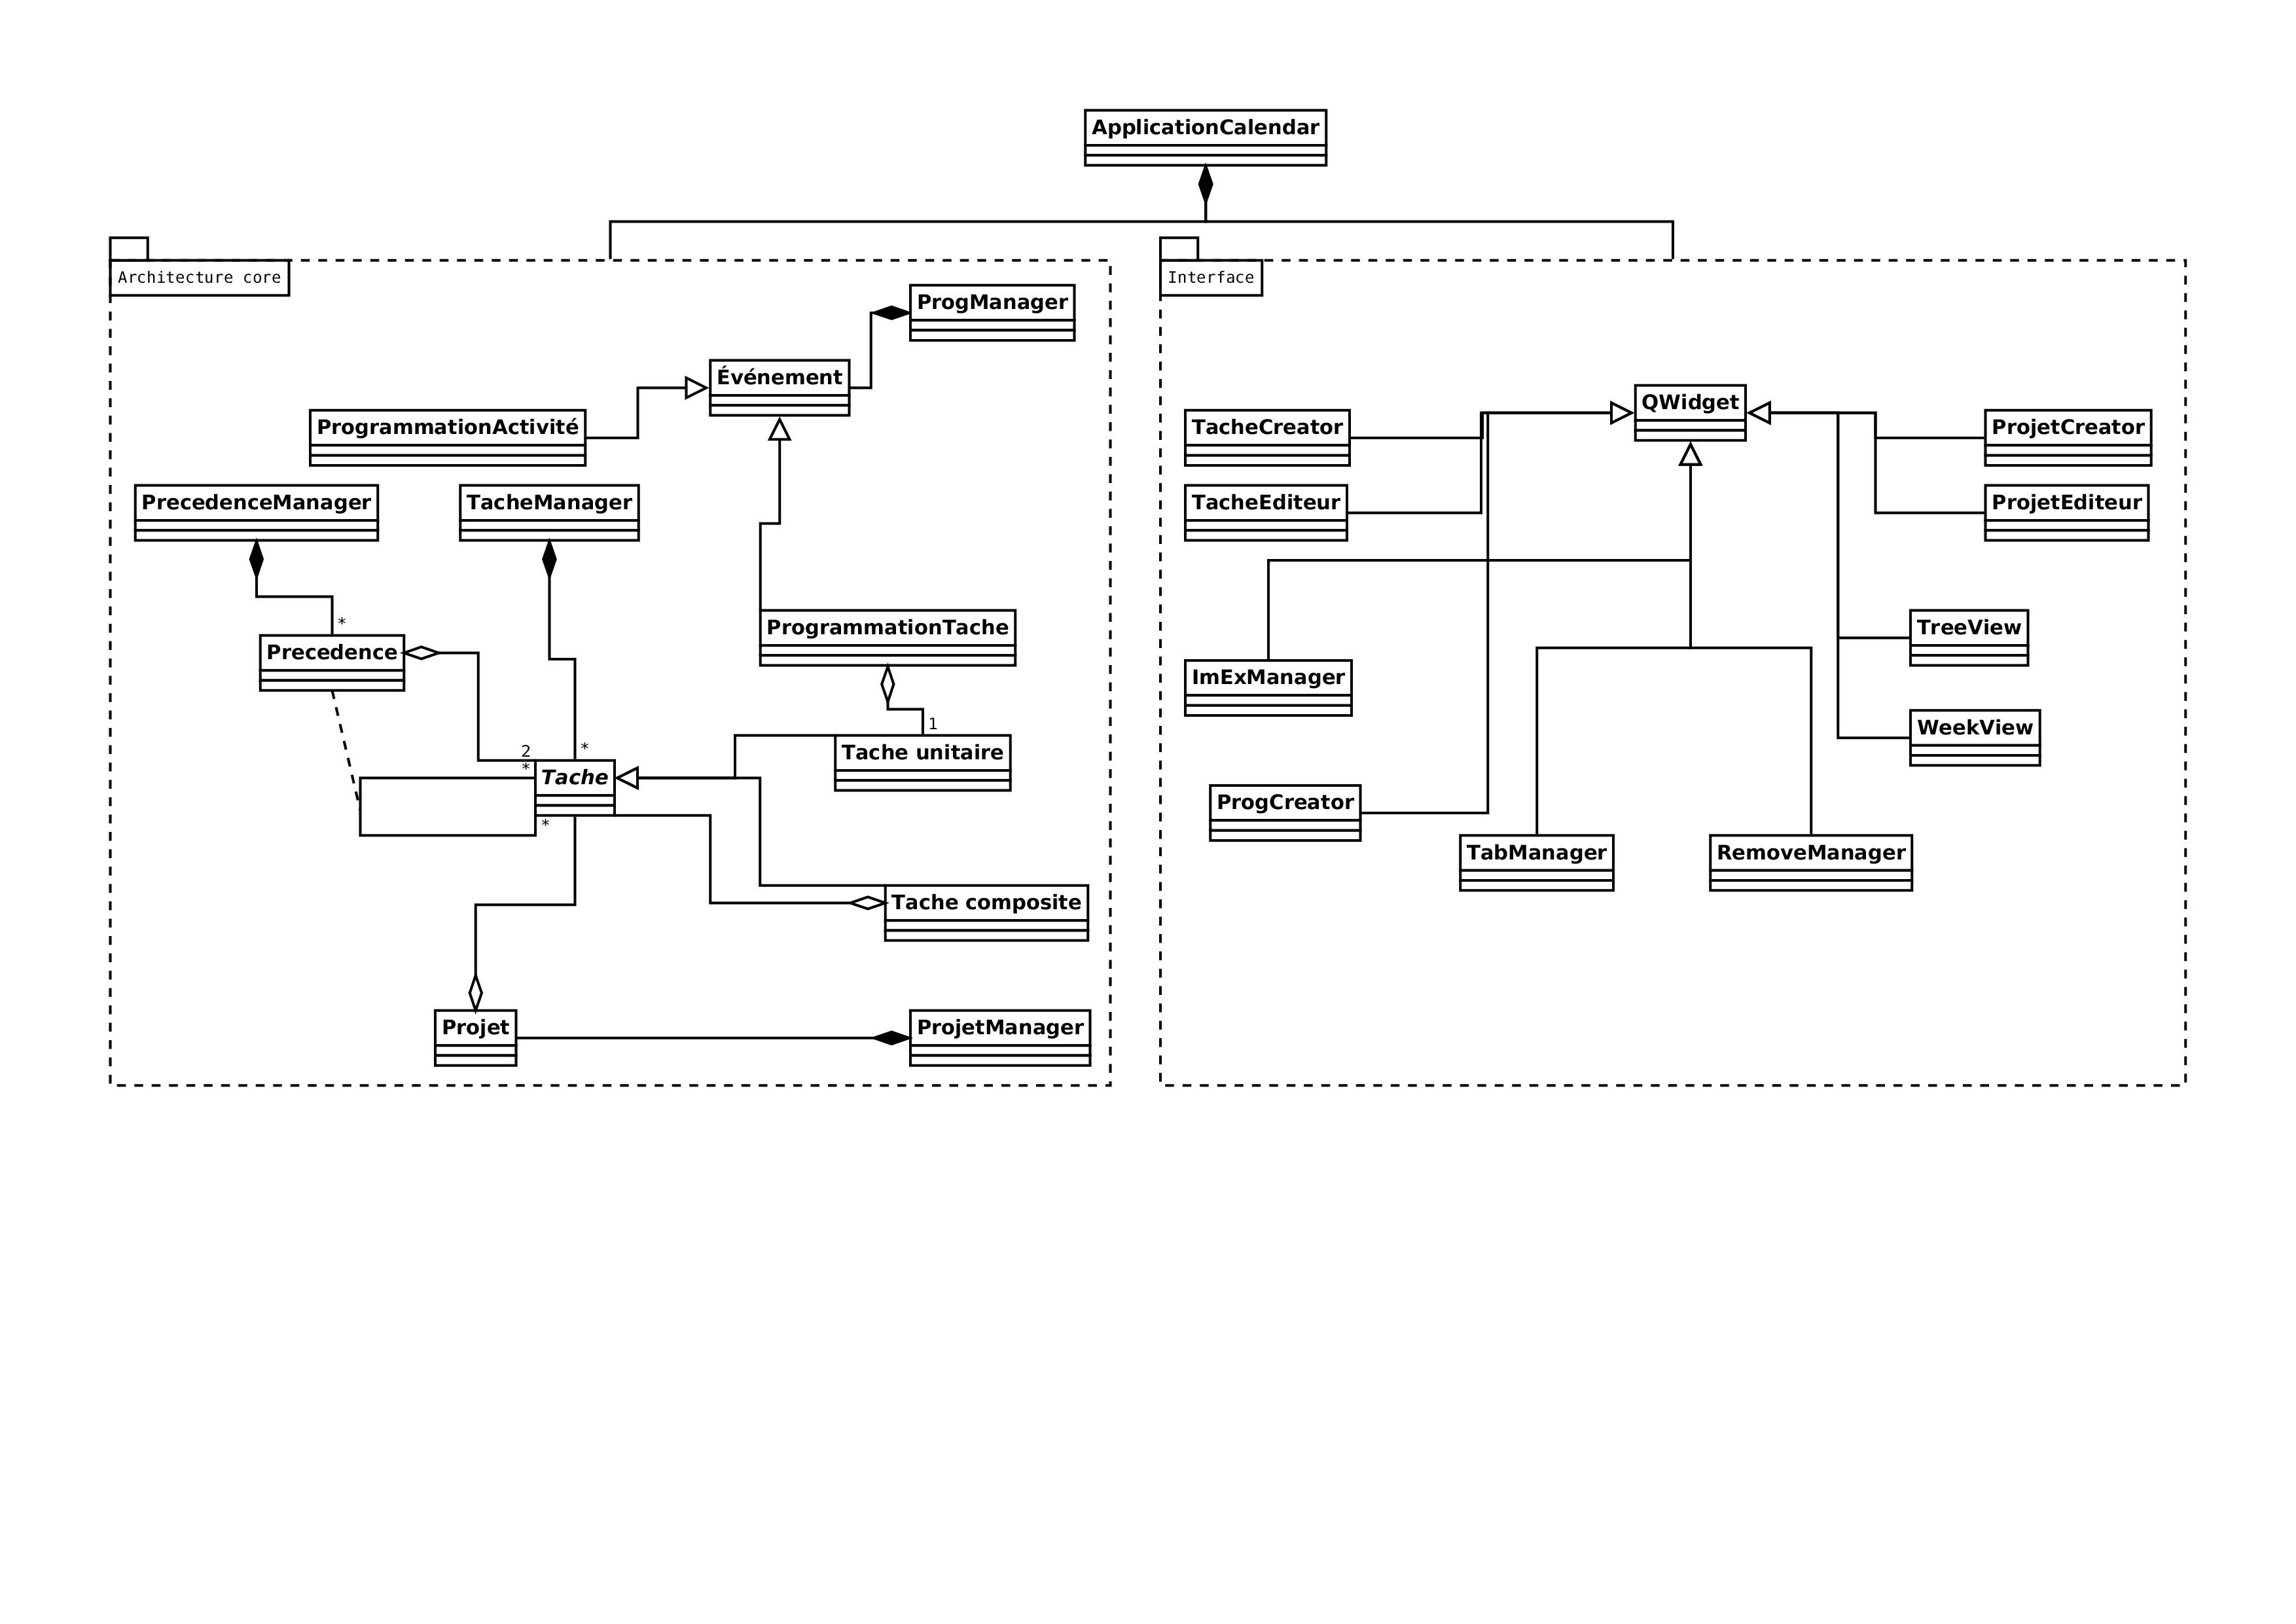 ApplicationCalendar
Architecture core
ProgManager
Événement
ProgrammationActivité
PrecedenceManager
TacheManager
*
Precedence
ProgrammationTache
1
2
*
*
Tache
Tache unitaire
*
Tache composite
Projet
ProjetManager
Interface
QWidget
TacheCreator
ProjetCreator
TacheEditeur
ProjetEditeur
TreeView
ImExManager
WeekView
ProgCreator
TabManager
RemoveManager